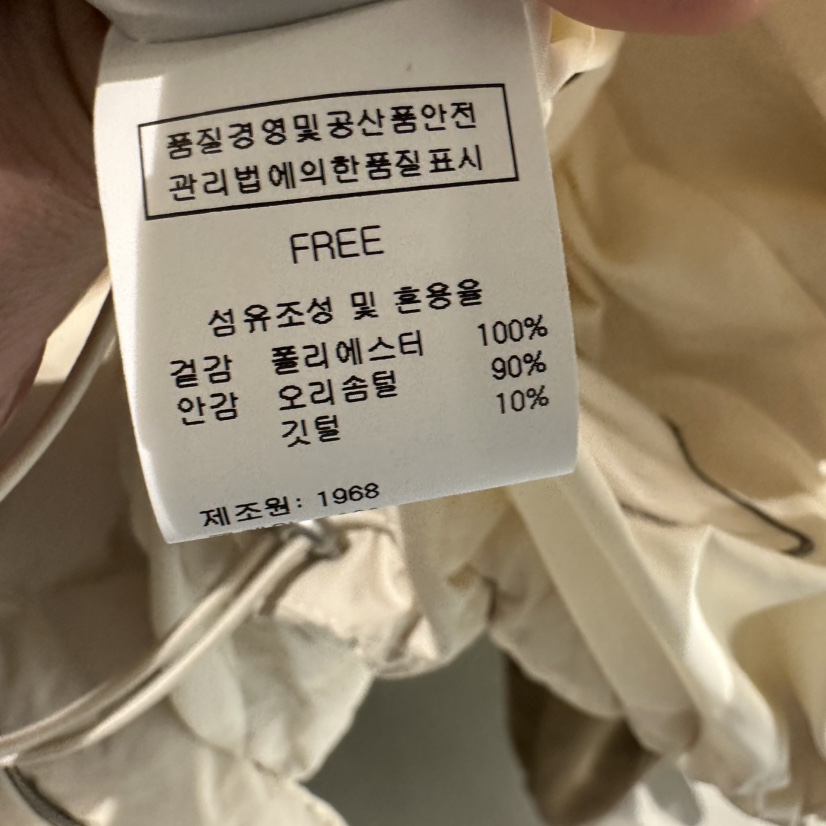 품질경영및공산품안전
관리법에의한품질표시
FREE
섬유조성 및 혼용율
겉감 폴리에스터 100%
안감 오리솜털 90%
깃털 10%
제조원: 1968